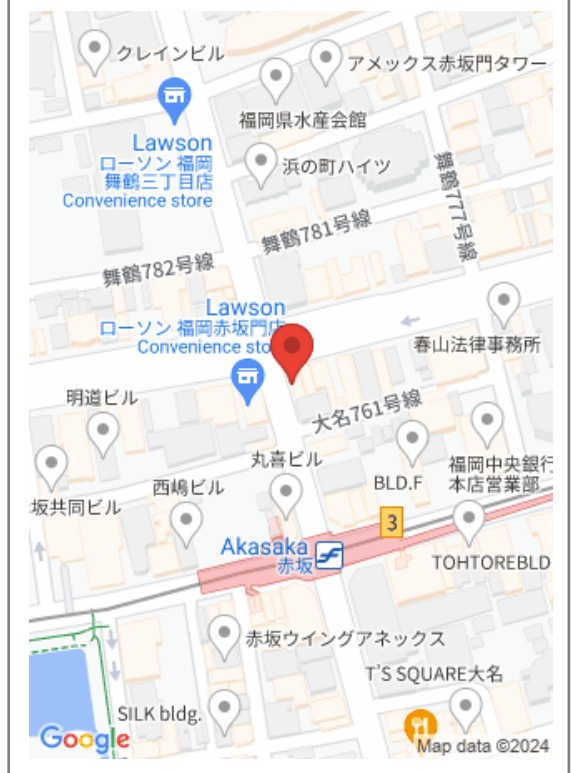 クレインビル
アメックス赤坂門タワー
福岡県水産会館
Lawson
ローソン 福岡
舞鶴三丁目店
Convenience store
浜の町ハイツ
舞鶴777号線
舞鶴781号線
舞鶴782号線
Lawson
ローソン 福岡赤坂門店
Convenience sto
春山法律事務所
明道ビル
大名761号線
丸喜ビル
福岡中央銀行
本店営業部
BLD.F
西嶋ビル
坂共同ビル
3
Akasaka
赤坂
TOHTOREBLD
赤坂ウイングアネックス
T'S SQUARE大名
SILK bldg.
Google
Map data ©2024